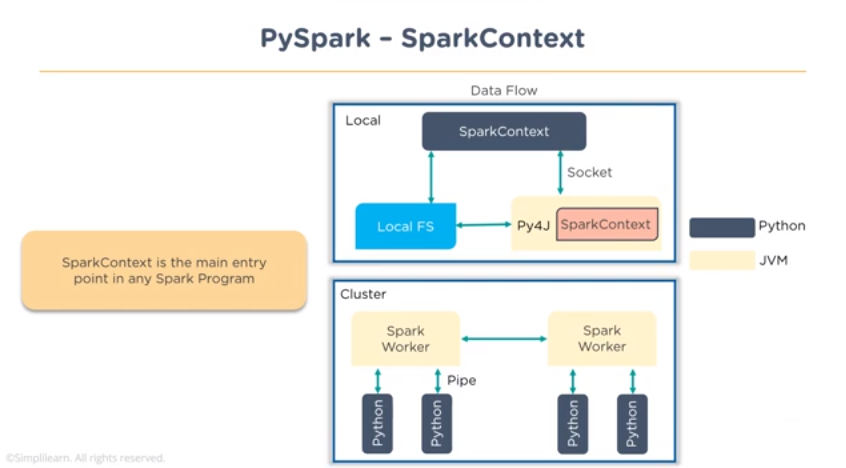 PySpark – SparkContext
Data Flow
Local
SparkContext
Socket
Local FS
Py4J
SparkContext
Python
JVM
SparkContext is the main entry
point in any Spark Program
Cluster
Spark
Worker
Spark
Worker
Pipe
Python
Python
Python
Python
©Simplilearn. All rights reserved.